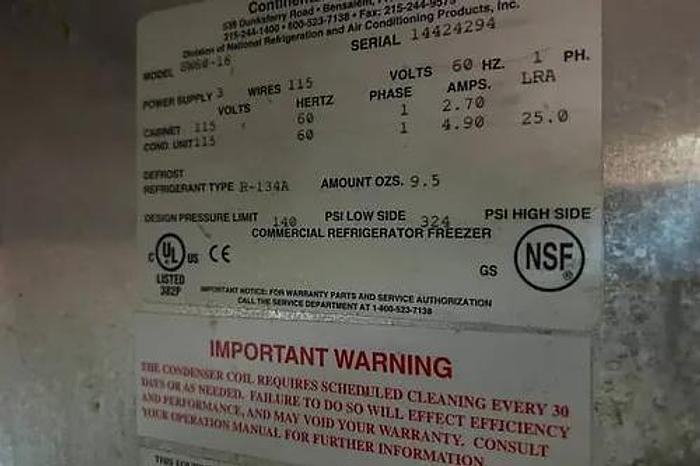 Continen
538 Dunksferry Road • Bensalem,
215-244-1400 • 800-523-7138 • Fax: 215-244-9579
Division of National Refrigeration and Air Conditioning Products, Inc.
MODEL SW60-16 SERIAL 14424294
POWER SUPPLY 3 WIRES 115 VOLTS 60 HZ. 1 PH.
VOLTS HERTZ PHASE AMPS. LRA
CABINET 115 60 1 2.70
COND. UNIT 115 60 1 4.90 25.0
DEFROST
REFRIGERANT TYPE R-134A AMOUNT OZS. 9.5
DESIGN PRESSURE LIMIT 140 PSI LOW SIDE 324 PSI HIGH SIDE
COMMERCIAL REFRIGERATOR FREEZER
C UL US CE GS NSF®
LISTED
382P
IMPORTANT NOTICE: FOR WARRANTY PARTS AND SERVICE AUTHORIZATION
CALL THE SERVICE DEPARTMENT AT 1-800-523-7138
IMPORTANT WARNING
THE CONDENSER COIL REQUIRES SCHEDULED CLEANING EVERY 30
DAYS OR AS NEEDED. FAILURE TO DO SO WILL EFFECT EFFICIENCY
AND PERFORMANCE, AND MAY VOID YOUR WARRANTY. CONSULT
YOUR OPERATION MANUAL FOR FURTHER INFORMATION.
THIS EQU